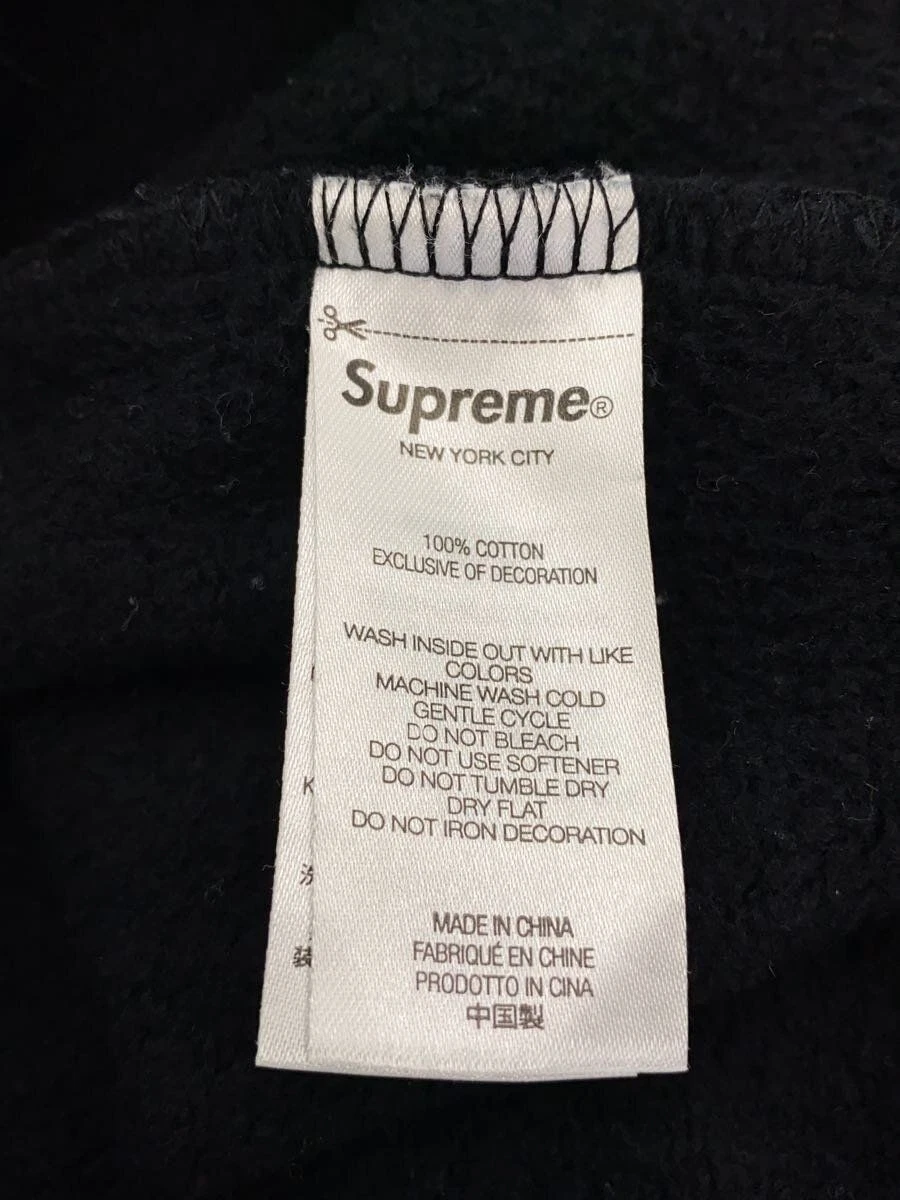 Supreme®
NEW YORK CITY
100% COTTON
EXCLUSIVE OF DECORATION
WASH INSIDE OUT WITH LIKE
COLORS
MACHINE WASH COLD
GENTLE CYCLE
DO NOT BLEACH
DO NOT USE SOFTENER
DO NOT TUMBLE DRY
DRY FLAT
DO NOT IRON DECORATION
MADE IN CHINA
FABRIQUÉ EN CHINE
PRODOTTO IN CINA
中国製